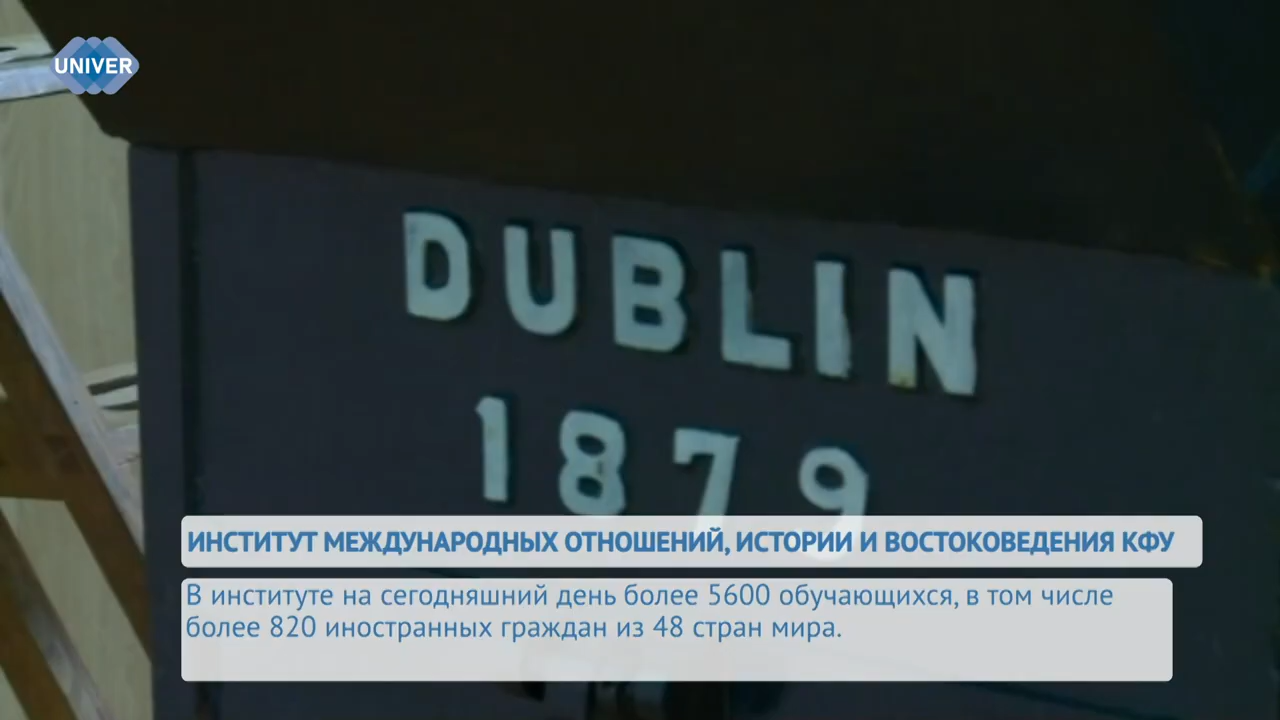 UNIVER
DUBLIN
1879
ИНСТИТУТ МЕЖДУНАРОДНЫХ ОТНОШЕНИЙ, ИСТОРИИ И ВОСТОКОВЕДЕНИЯ КФУ
В институте на сегодняшний день более 5600 обучающихся, в том числе
более 820 иностранных граждан из 48 стран мира.